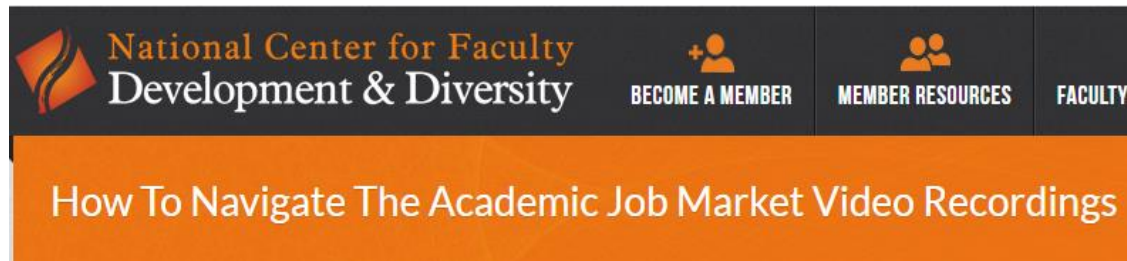 National Center for Faculty
Development & Diversity
BECOME A MEMBER
MEMBER RESOURCES
FACULTY
How To Navigate The Academic Job Market Video Recordings